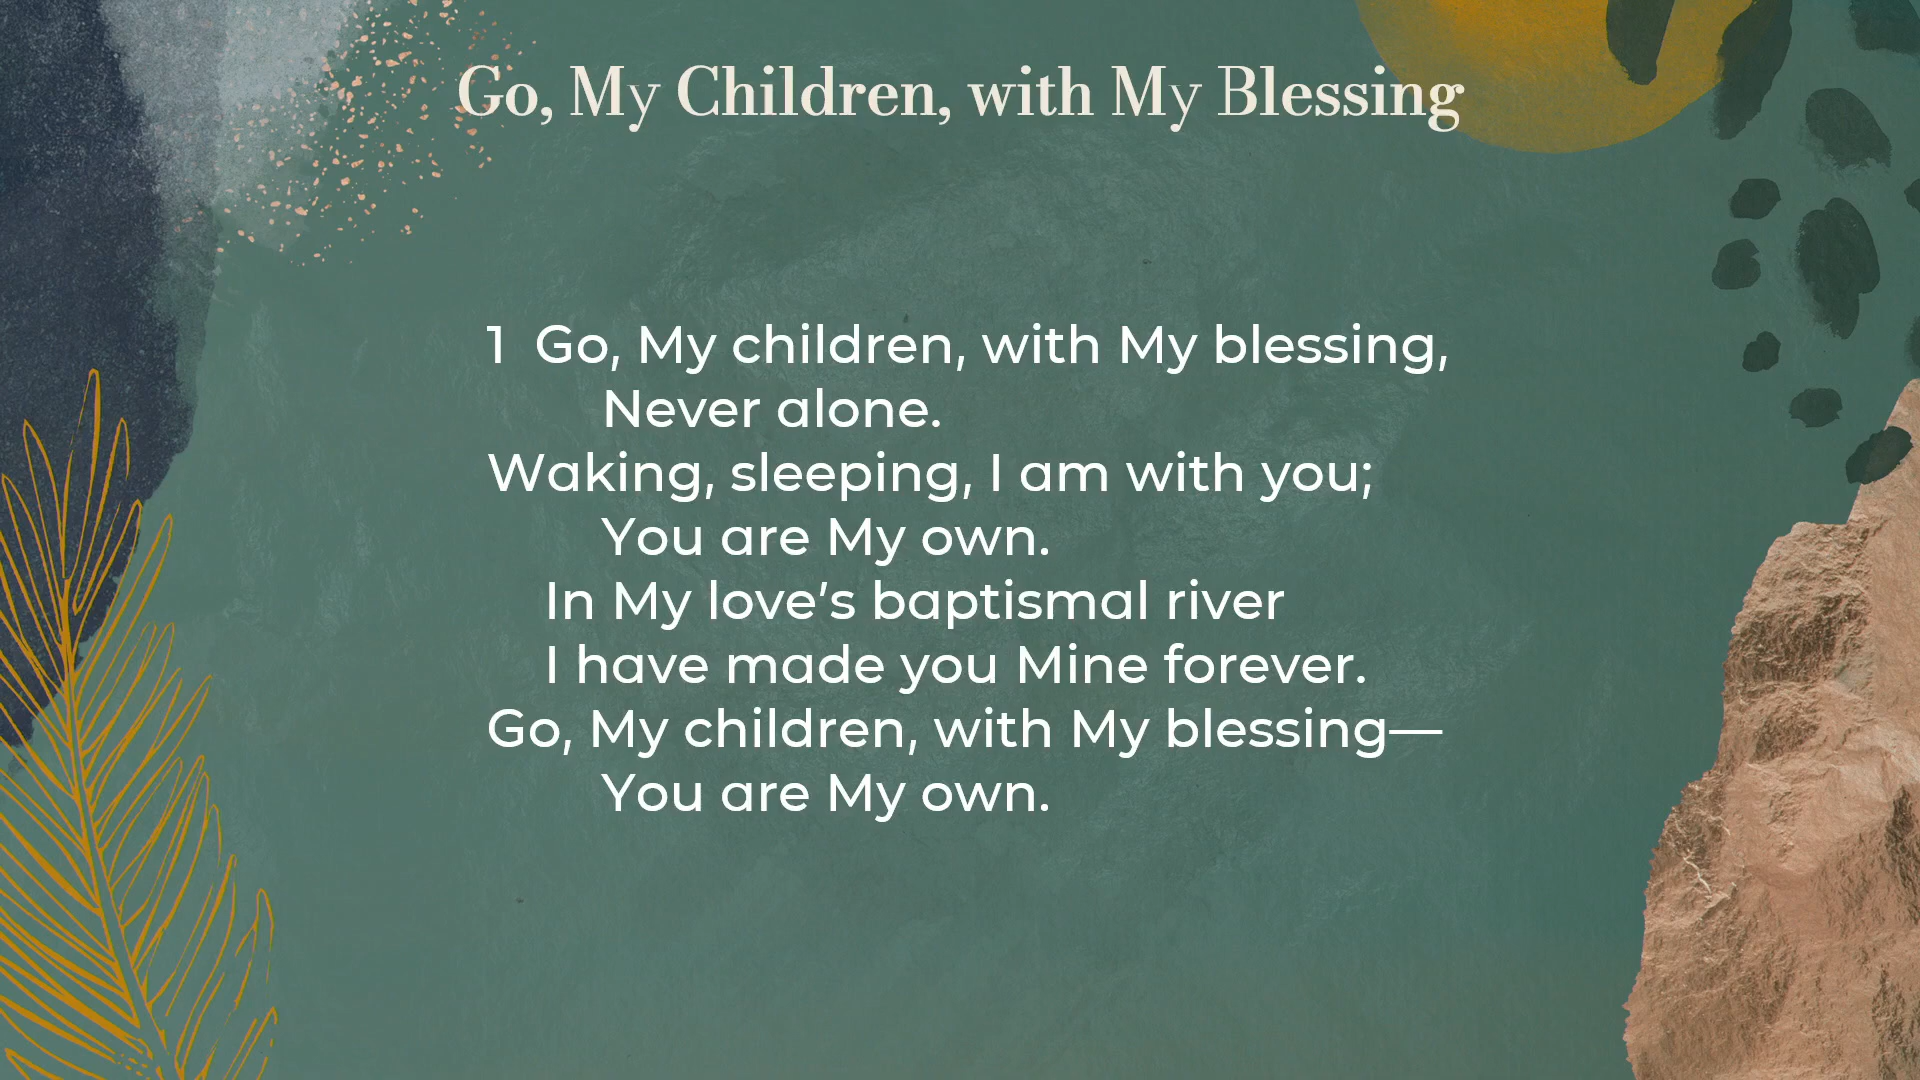 Go, My Children, with My Blessing
1 Go, My children, with My blessing,
Never alone.
Waking, sleeping, I am with you;
You are My own.
In My love's baptismal river
I have made you Mine forever.
Go, My children, with My blessing—
You are My own.